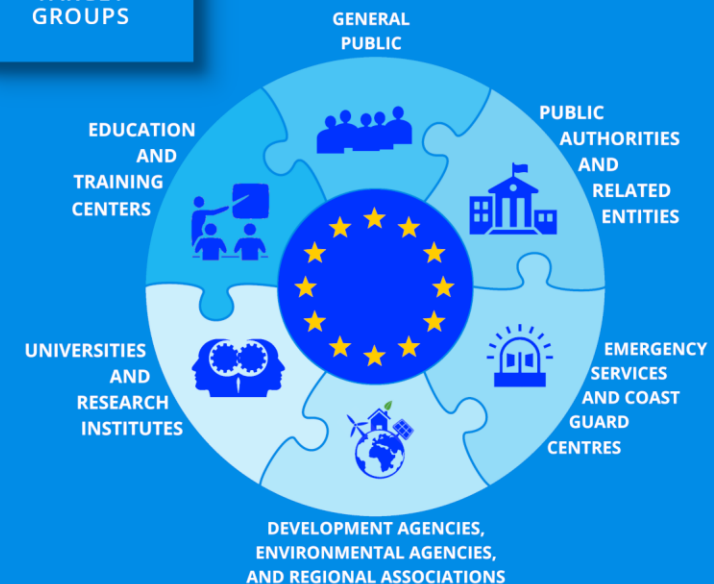 GROUPS
GENERAL
PUBLIC
PUBLIC
AUTHORITIES
AND
RELATED
ENTITIES
EMERGENCY
SERVICES
AND COAST
GUARD
CENTRES
DEVELOPMENT AGENCIES,
ENVIRONMENTAL AGENCIES,
AND REGIONAL ASSOCIATIONS
UNIVERSITIES
AND
RESEARCH
INSTITUTES
EDUCATION
AND
TRAINING
CENTERS